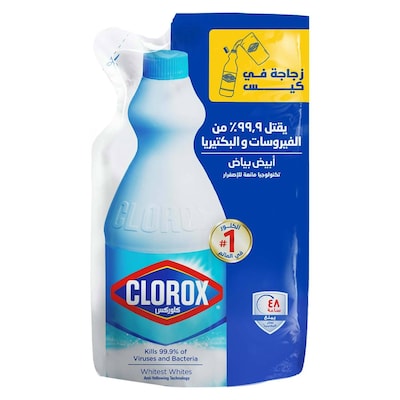 زجاجة في
كيس
يقتل ٩٩,٩٪ من
الفيروسات و البكتيريا
أبيض بياض
تكنولوجيا مانعة للإصفرار
CLOROX
الكلور
#1
في العالم
CLOROX
كلوركس
٤٨
ساعة
Kills 99.9% of
Viruses and Bacteria
Whitest Whites
Anti-Yellowing Technology